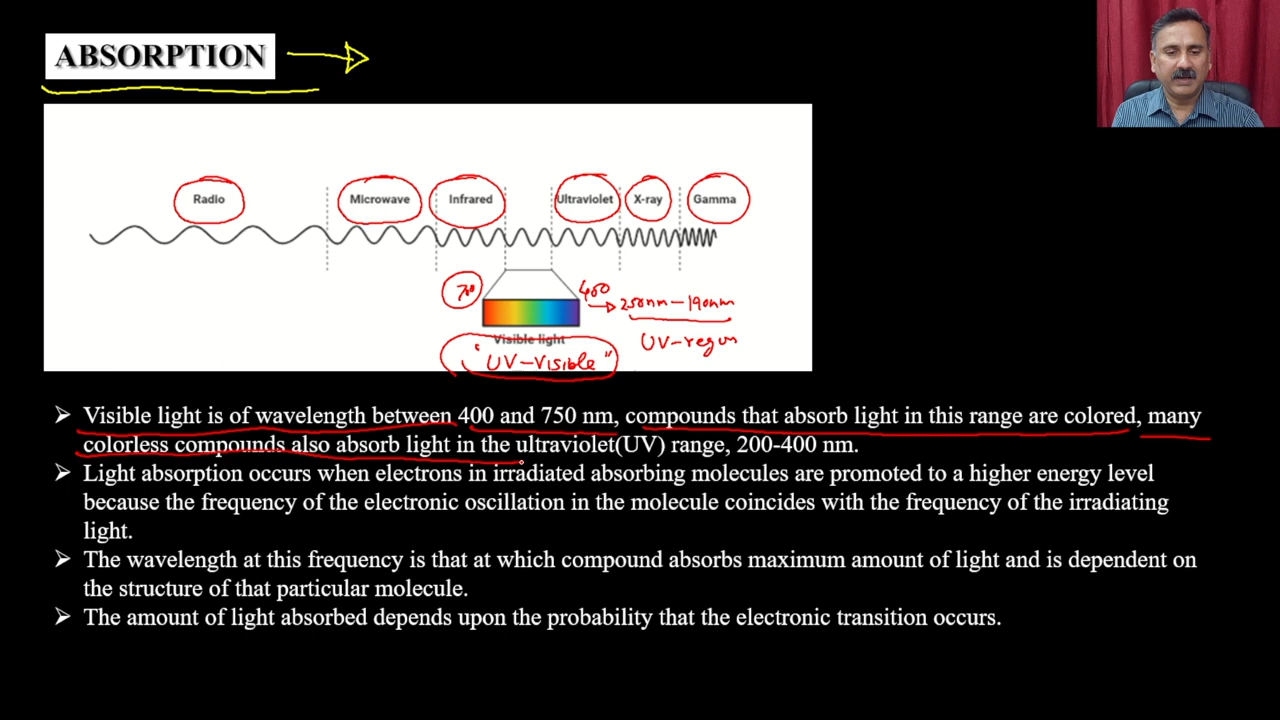 ABSORPTION
Radio Microwave Infrared Ultraviolet X-ray Gamma
700 400 → 250nm – 190nm
Visible light UV-region
"UV-Visible"
➢ Visible light is of wavelength between 400 and 750 nm, compounds that absorb light in this range are colored, many
colorless compounds also absorb light in the ultraviolet(UV) range, 200-400 nm.
➢ Light absorption occurs when electrons in irradiated absorbing molecules are promoted to a higher energy level
because the frequency of the electronic oscillation in the molecule coincides with the frequency of the irradiating
light.
➢ The wavelength at this frequency is that at which compound absorbs maximum amount of light and is dependent on
the structure of that particular molecule.
➢ The amount of light absorbed depends upon the probability that the electronic transition occurs.